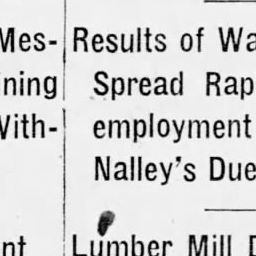 Mes-
ning
With-
nt
Results of Wa
Spread Rap
employment
Nalley's Due
Lumber Mill D